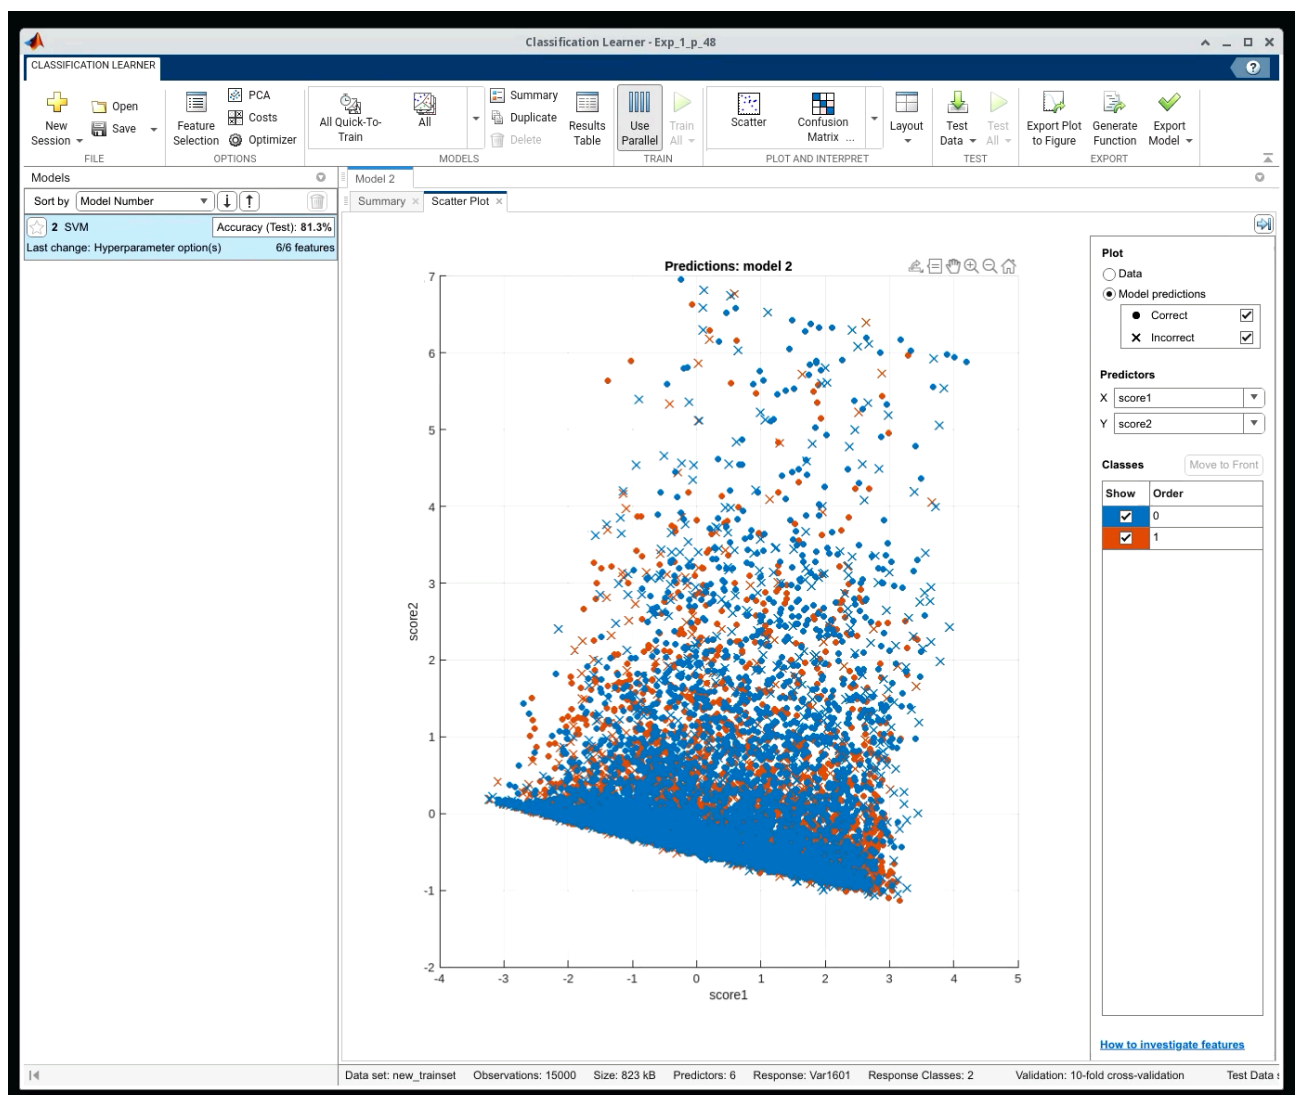 Classification Learner - Exp_1_p_48
CLASSIFICATION LEARNER
?
New Session
Open
Save
FILE
Feature Selection
PCA
Costs
Optimizer
OPTIONS
All Quick-To-Train
All
Summary
Duplicate
Delete
Results Table
MODELS
Use Parallel
Train All
TRAIN
Scatter
Confusion Matrix ...
Layout
PLOT AND INTERPRET
Test Data
Test All
TEST
Export Plot to Figure
Generate Function
Export Model
EXPORT
Models
Sort by Model Number
2 SVM Accuracy (Test): 81.3%
Last change: Hyperparameter option(s) 6/6 features
Model 2
Summary
Scatter Plot
Predictions: model 2
7
6
5
4
3
2
1
0
-1
-2
score2
-4 -3 -2 -1 0 1 2 3 4 5
score1
Plot
Data
Model predictions
Correct
Incorrect
Predictors
X score1
Y score2
Classes Move to Front
Show Order
0
1
How to investigate features
Data set: new_trainset Observations: 15000 Size: 823 kB Predictors: 6 Response: Var1601 Response Classes: 2 Validation: 10-fold cross-validation Test Data